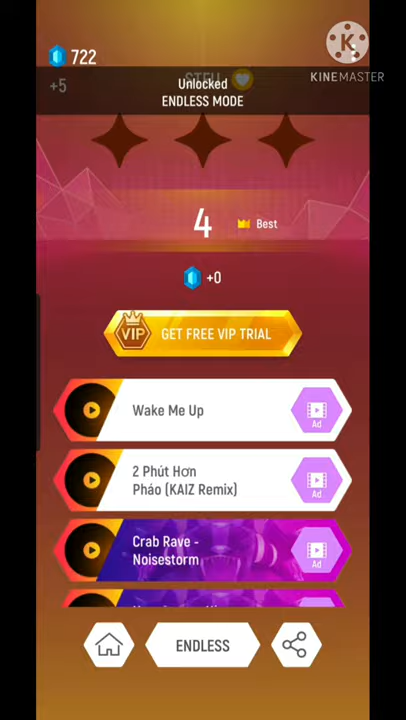 722
KINEMASTER
+5
Unlocked
ENDLESS MODE
4
Best
+0
VIP
GET FREE VIP TRIAL
Wake Me Up
Ad
2 Phút Hơn
Pháo (KAIZ Remix)
Ad
Crab Rave -
Noisestorm
Ad
ENDLESS